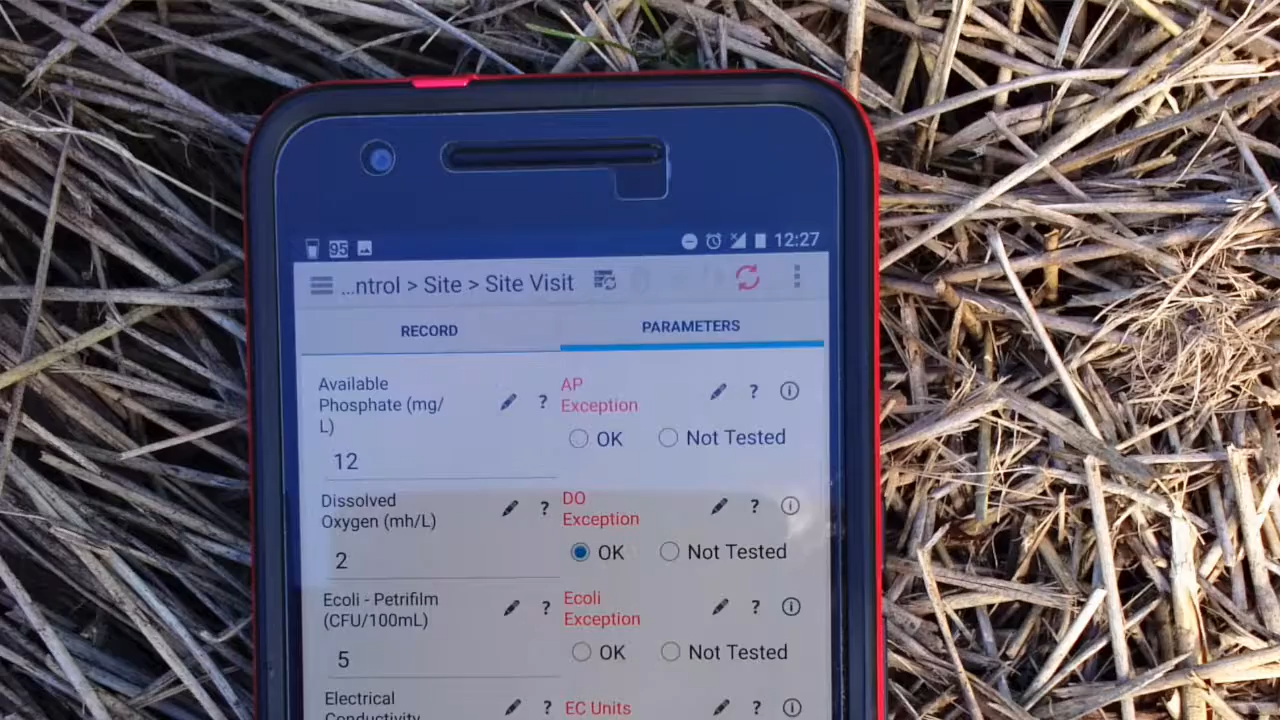 95 12:27
...ntrol > Site > Site Visit
RECORD PARAMETERS
Available
Phosphate (mg/
L)
?
AP
Exception
?
OK Not Tested
12
Dissolved
Oxygen (mh/L)
?
DO
Exception
?
OK Not Tested
2
Ecoli - Petrifilm
(CFU/100mL)
?
Ecoli
Exception
?
OK Not Tested
5
Electrical
Conductivity
?
EC Units
?